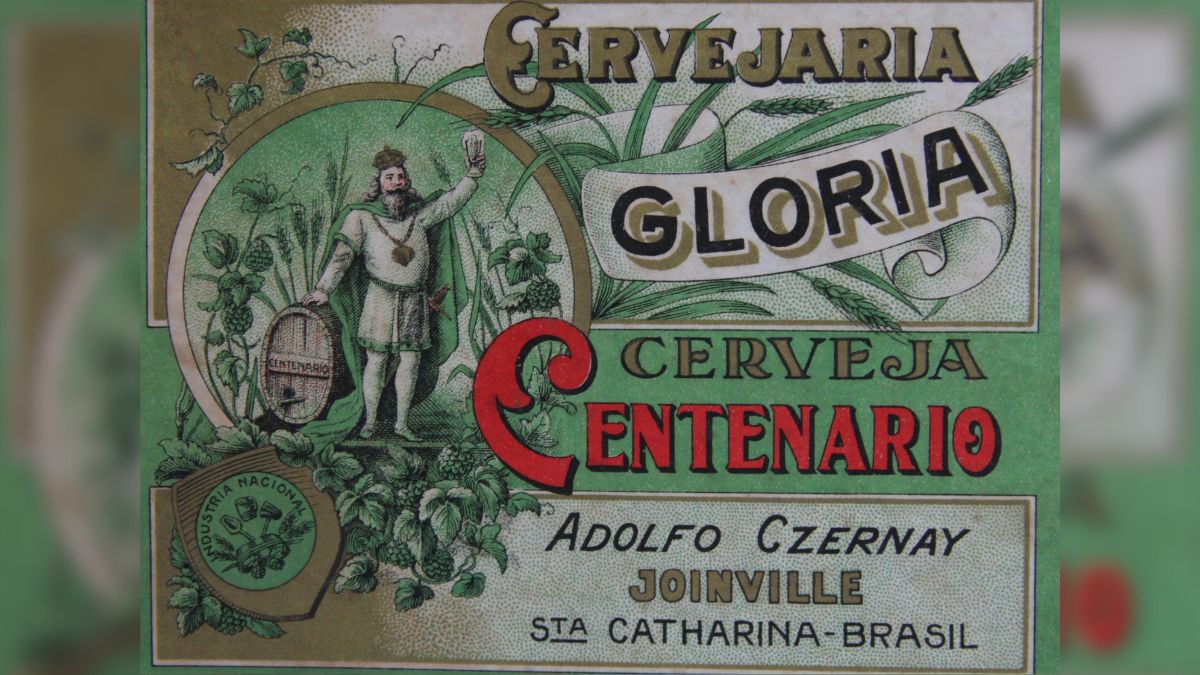 CERVEJARIA
GLORIA
CERVEJA
CENTENARIO
CENTENARIO
INDUSTRIA NACIONAL
ADOLFO CZERNAY
JOINVILLE
STA CATHARINA-BRASIL